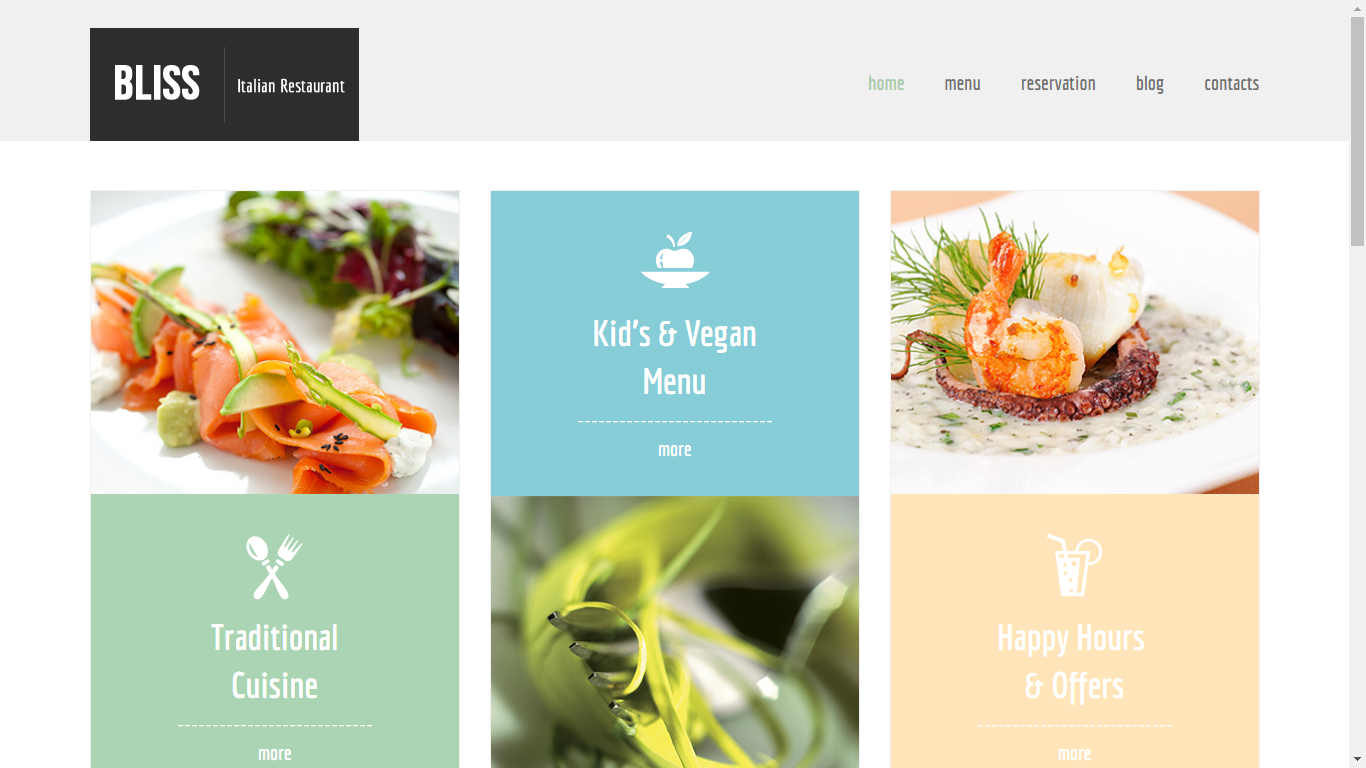 BLISS Italian Restaurant
home menu reservation blog contacts
Kid's & Vegan
Menu
more
Traditional
Cuisine
more
Happy Hours
& Offers
more